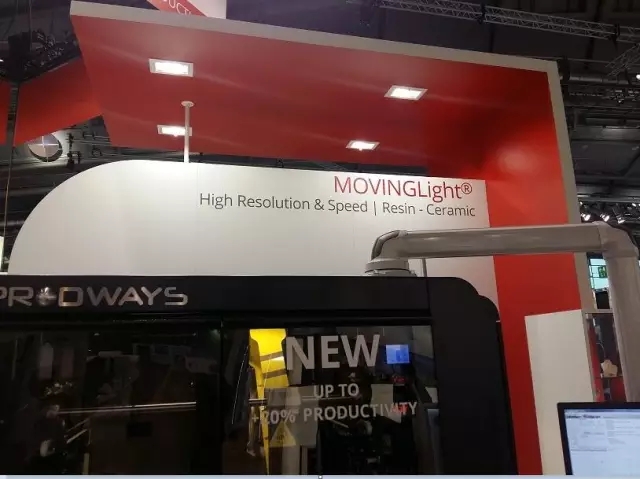 MOVINGLight®
High Resolution & Speed | Resin - Ceramic
PRODWAYS
NEW
UP TO
+20% PRODUCTIVITY